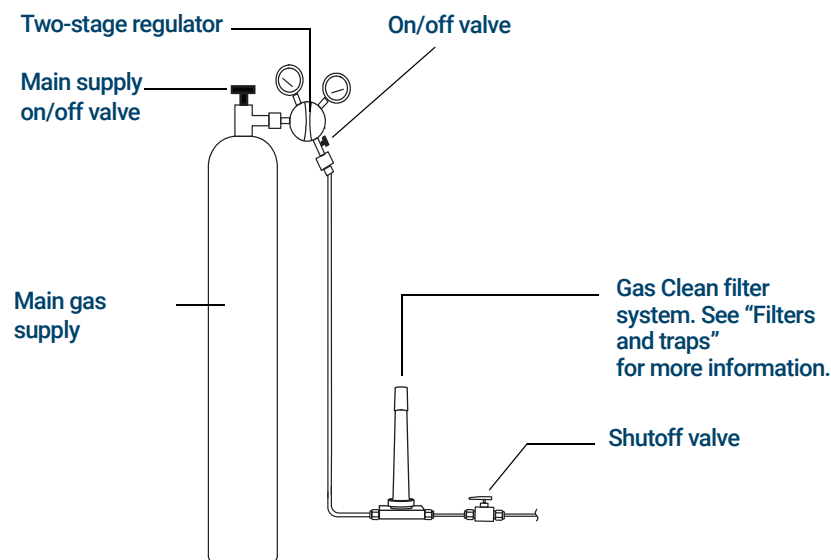 Two-stage regulator
On/off valve
Main supply
on/off valve
Main gas
supply
Gas Clean filter
system. See “Filters
and traps”
for more information.
Shutoff valve